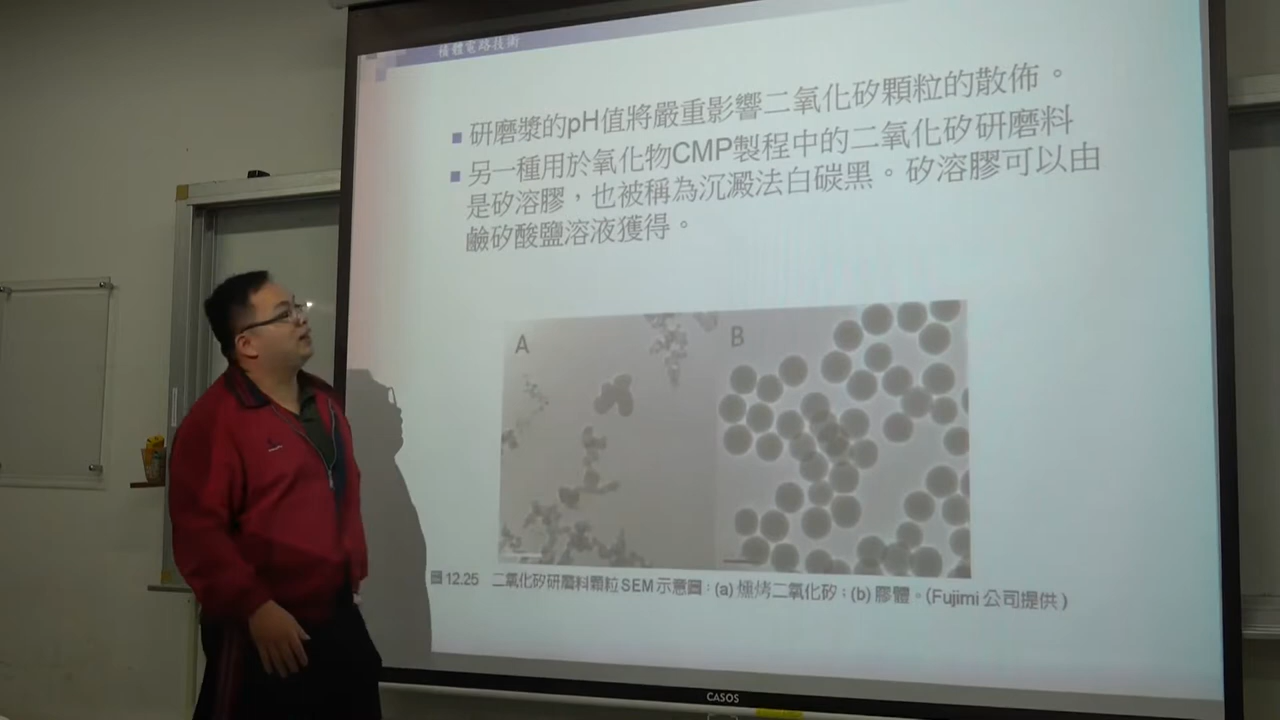 積體電路技術
研磨漿的pH值將嚴重影響二氧化矽顆粒的散佈。
另一種用於氧化物CMP製程中的二氧化矽研磨料
是矽溶膠，也被稱為沉澱法白碳黑。矽溶膠可以由
鹼矽酸鹽溶液獲得。
A B
圖 12.25 二氧化矽研磨料顆粒 SEM 示意圖：(a) 燻烤二氧化矽；(b) 膠體。(Fujimi 公司提供)
CASOS